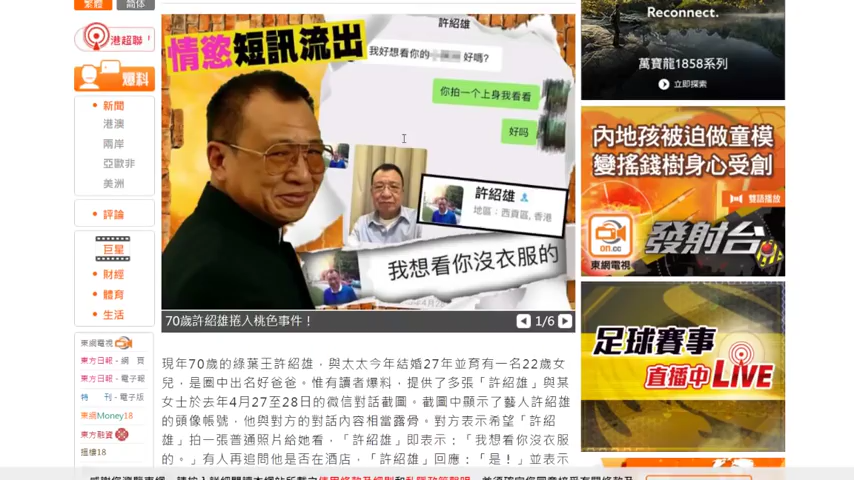 繁體
简体
港超聯
爆料
新聞
港澳
兩岸
亞歐非
美洲
評論
巨星
財經
體育
生活
東網電視
東方日報 - 網 頁
東方日報 - 電子報
特 刊 - 電子版
東網Money18
東方融資
搵樓18
情慾短訊流出
許紹雄
我好想看你的 好嗎?
你拍一个上身我看看
好吗
許紹雄
地區：西貢區, 香港
我想看你沒衣服的
70歲許紹雄捲入桃色事件！
1/6
現年70歲的綠葉王許紹雄，與太太今年結婚27年並育有一名22歲女
兒，是圈中出名好爸爸。惟有讀者爆料，提供了多張「許紹雄」與某
女士於去年4月27至28日的微信對話截圖。截圖中顯示了藝人許紹雄
的頭像帳號，他與對方的對話內容相當露骨。對方表示希望「許紹
雄」拍一張普通照片給她看，「許紹雄」即表示：「我想看你沒衣服
的。」有人再追問他是否在酒店，「許紹雄」回應：「是！」並表示
Reconnect.
萬寶龍1858系列
立即探索
內地孩被迫做童模
變搖錢樹身心受創
雙語播放
on.cc
東網電視
發射台
足球賽事
直播中 LIVE